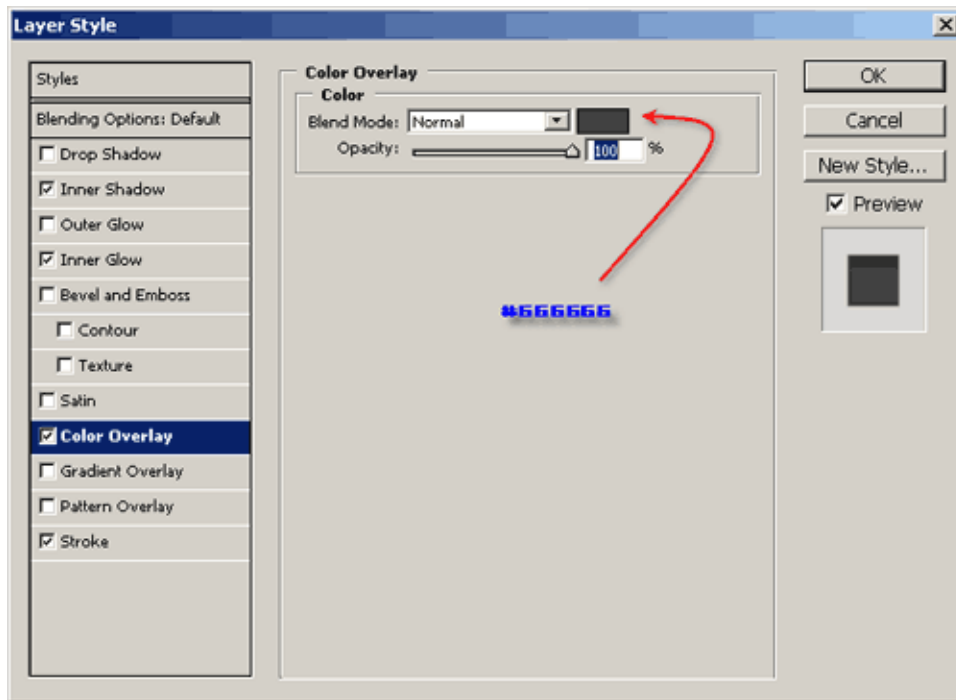 Layer Style
Styles
Blending Options: Default
Drop Shadow
Inner Shadow
Outer Glow
Inner Glow
Bevel and Emboss
Contour
Texture
Satin
Color Overlay
Gradient Overlay
Pattern Overlay
Stroke
Color Overlay
Color
Blend Mode: Normal
Opacity: 100 %
#666666
OK
Cancel
New Style...
Preview